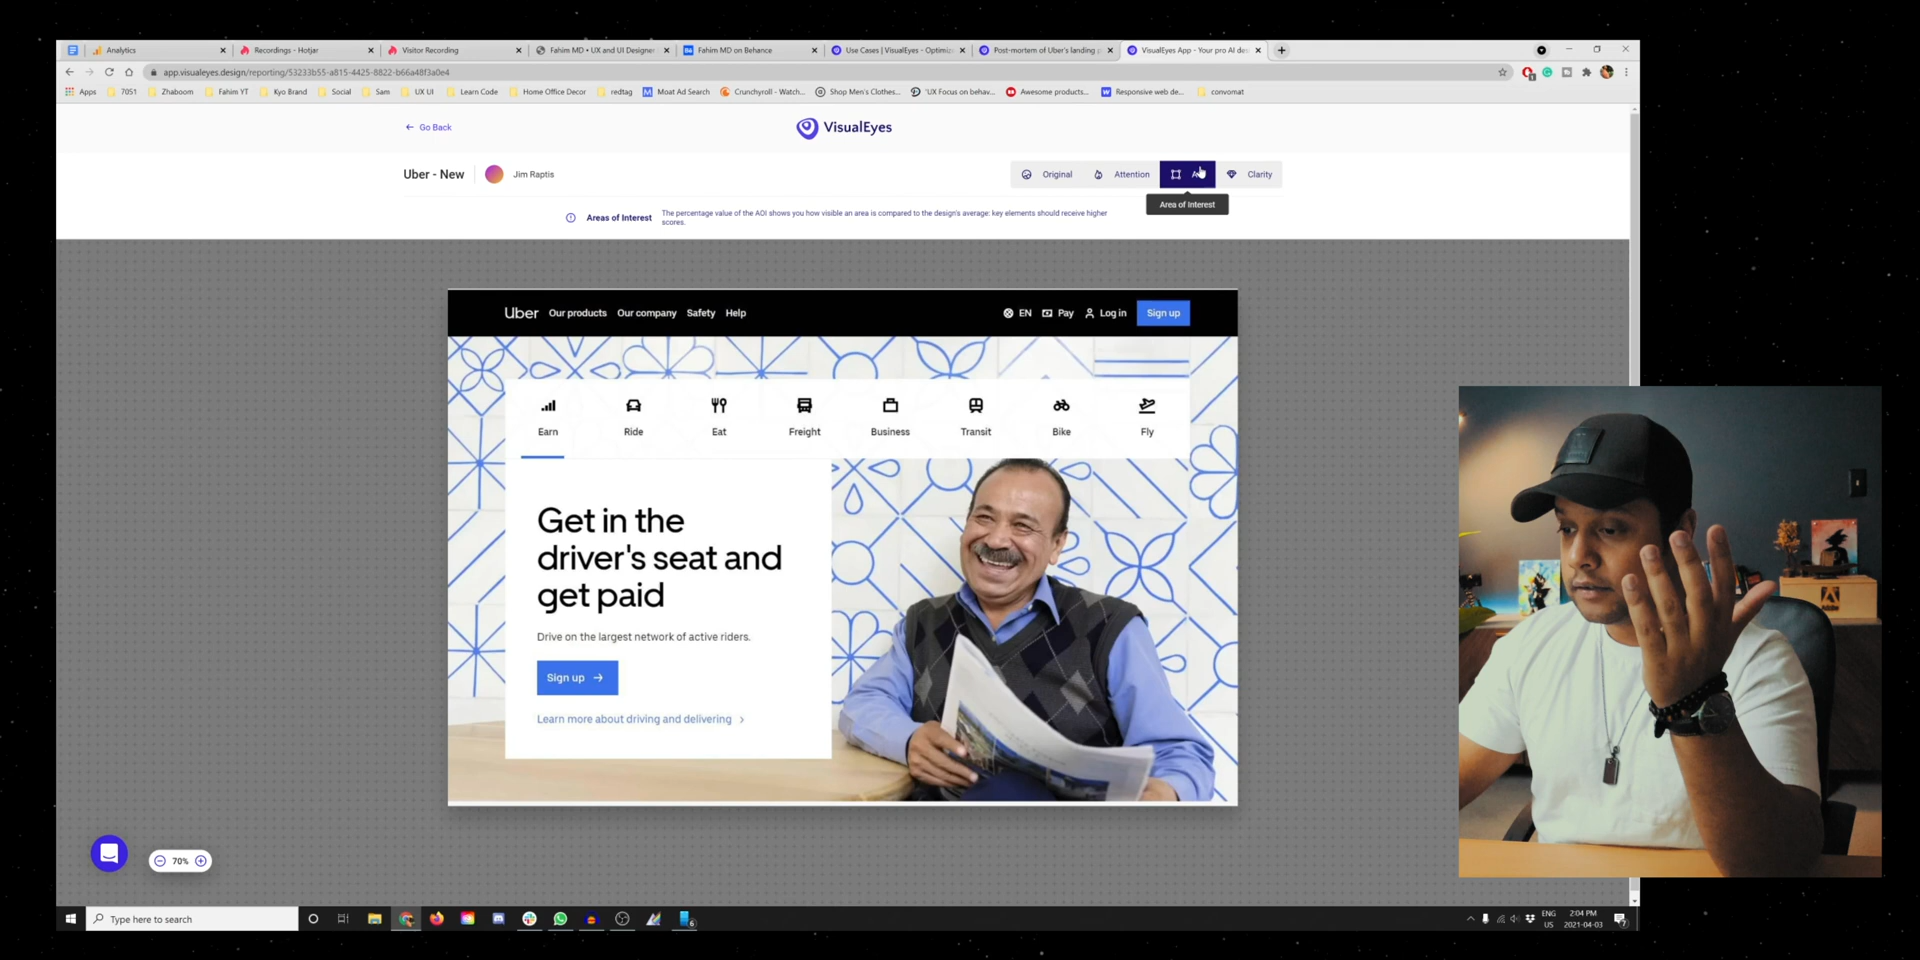 Analytics
Recordings - Hotjar
Visitor Recording
Fahim MD • UX and UI Designer
Fahim MD on Behance
Use Cases | VisualEyes - Optimiz
Post-mortem of Uber's landing p
VisualEyes App - Your pro AI des
app.visualeyes.design/reporting/53233b55-a815-4425-8822-b66a48f3a0e4
Apps
7051
Zhaboom
Fahim YT
Kyo Brand
Social
Sam
UX UI
Learn Code
Home Office Decor
redtag
Moat Ad Search
Crunchyroll - Watch...
Shop Men's Clothes...
'UX Focus on behav...
Awesome products...
Responsive web de...
convomat
Go Back
VisualEyes
Uber - New
Jim Raptis
Original
Attention
Clarity
Area of Interest
Areas of Interest
The percentage value of the AOI shows you how visible an area is compared to the design's average: key elements should receive higher
scores.
Uber
Our products
Our company
Safety
Help
EN
Pay
Log in
Sign up
Earn
Ride
Eat
Freight
Business
Transit
Bike
Fly
Get in the
driver's seat and
get paid
Drive on the largest network of active riders.
Sign up
Learn more about driving and delivering
70%
Type here to search
ENG
US
2:04 PM
2021-04-03
Adobe